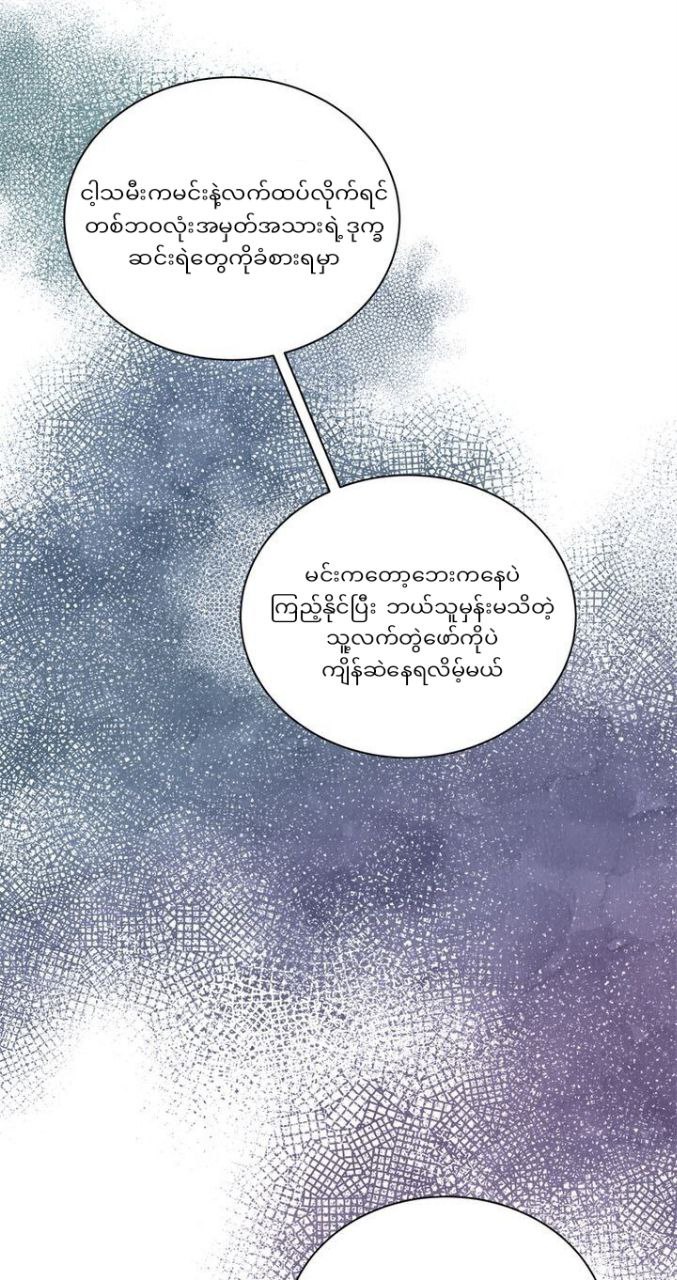 ငါ့သမီးကမင်းနဲ့လက်ထပ်လိုက်ရင်
တစ်ဘဝလုံးအမှတ်အသားရဲ့ ဒုက္ခ
ဆင်းရဲတွေကိုခံစားရမှာ
မင်းကတော့ဘေးကနေပဲ
ကြည့်နိုင်ပြီး ဘယ်သူမှန်းမသိတဲ့
သူ့လက်တွဲဖော်ကိုပဲ
ကျိန်ဆဲနေရလိမ့်မယ်